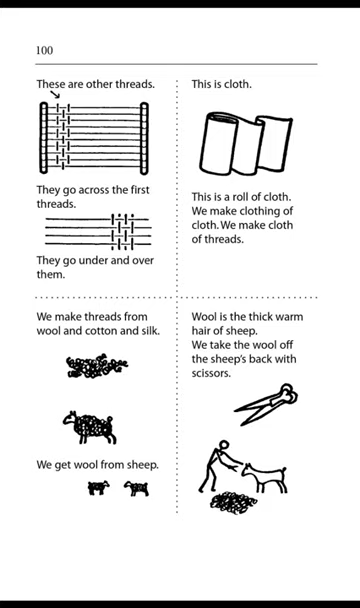 100
These are other threads.
They go across the first
threads.
They go under and over
them.
This is cloth.
This is a roll of cloth.
We make clothing of
cloth. We make cloth
of threads.
We make threads from
wool and cotton and silk.
We get wool from sheep.
Wool is the thick warm
hair of sheep.
We take the wool off
the sheep's back with
scissors.